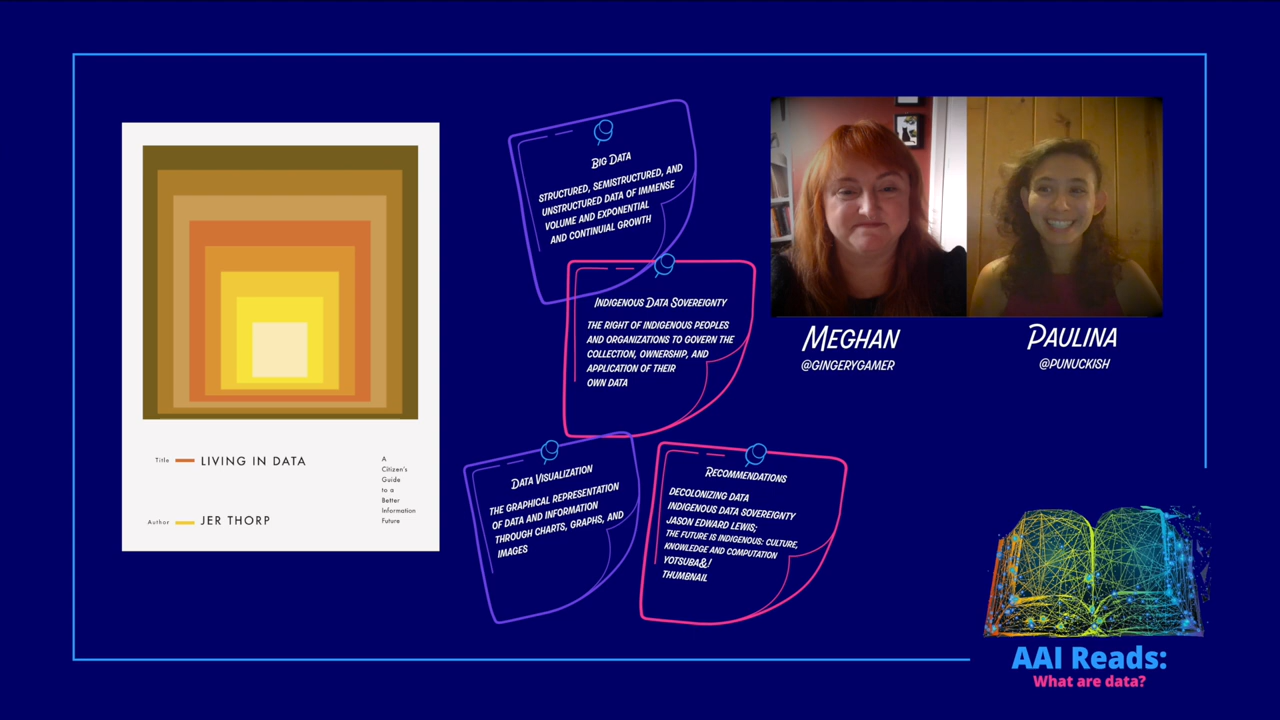 Title
LIVING IN DATA
A
Citizen's
Guide
to a
Better
Information
Future
Author
JER THORP
BIG DATA
STRUCTURED, SEMISTRUCTURED, AND
UNSTRUCTURED DATA OF IMMENSE
VOLUME AND EXPONENTIAL
AND CONTINUIAL GROWTH
INDIGENOUS DATA SOVEREIGNTY
THE RIGHT OF INDIGENOUS PEOPLES
AND ORGANIZATIONS TO GOVERN THE
COLLECTION, OWNERSHIP, AND
APPLICATION OF THEIR
OWN DATA
DATA VISUALIZATION
THE GRAPHICAL REPRESENTATION
OF DATA AND INFORMATION
THROUGH CHARTS, GRAPHS, AND
IMAGES
RECOMMENDATIONS
DECOLONIZING DATA
INDIGENOUS DATA SOVEREIGNTY
JASON EDWARD LEWIS;
THE FUTURE IS INDIGENOUS: CULTURE,
KNOWLEDGE AND COMPUTATION
YOTSUBA&!
THUMBNAIL
MEGHAN
@GINGERYGAMER
PAULINA
@PUNUCKISH
AAI Reads:
What are data?